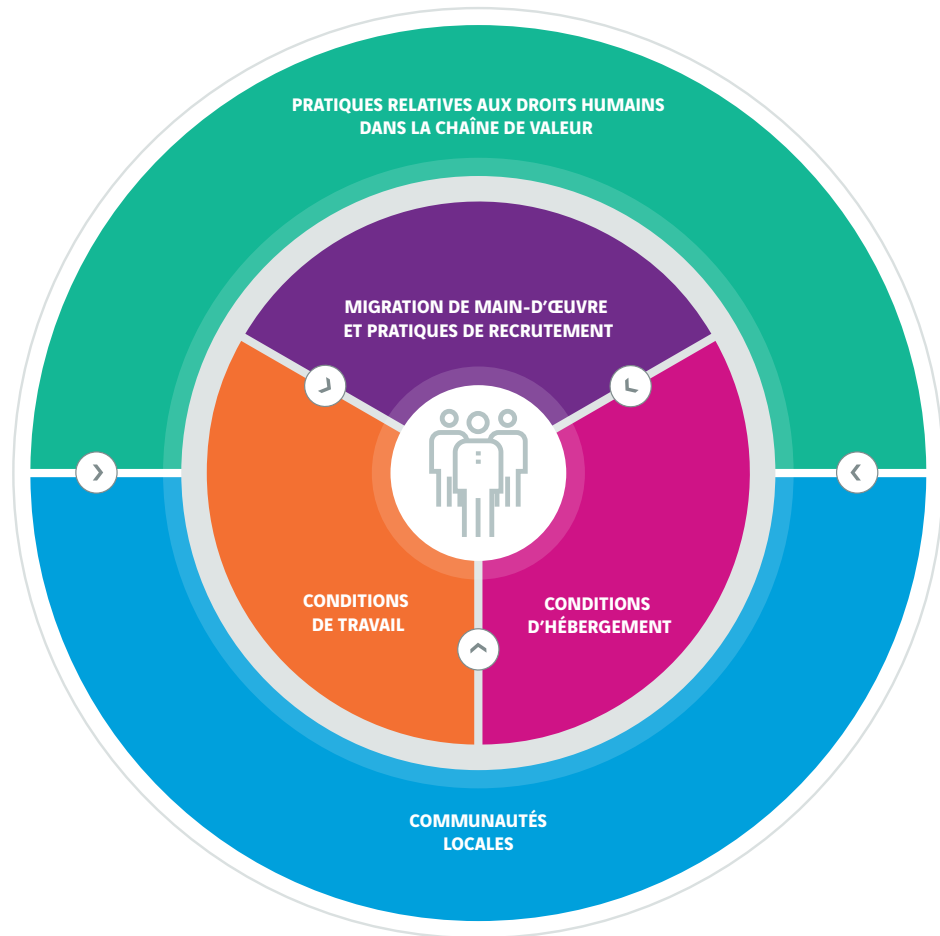 PRATIQUES RELATIVES AUX DROITS HUMAINS
DANS LA CHAÎNE DE VALEUR
MIGRATION DE MAIN-D’ŒUVRE
ET PRATIQUES DE RECRUTEMENT
CONDITIONS
DE TRAVAIL
CONDITIONS
D’HÉBERGEMENT
COMMUNAUTÉS
LOCALES